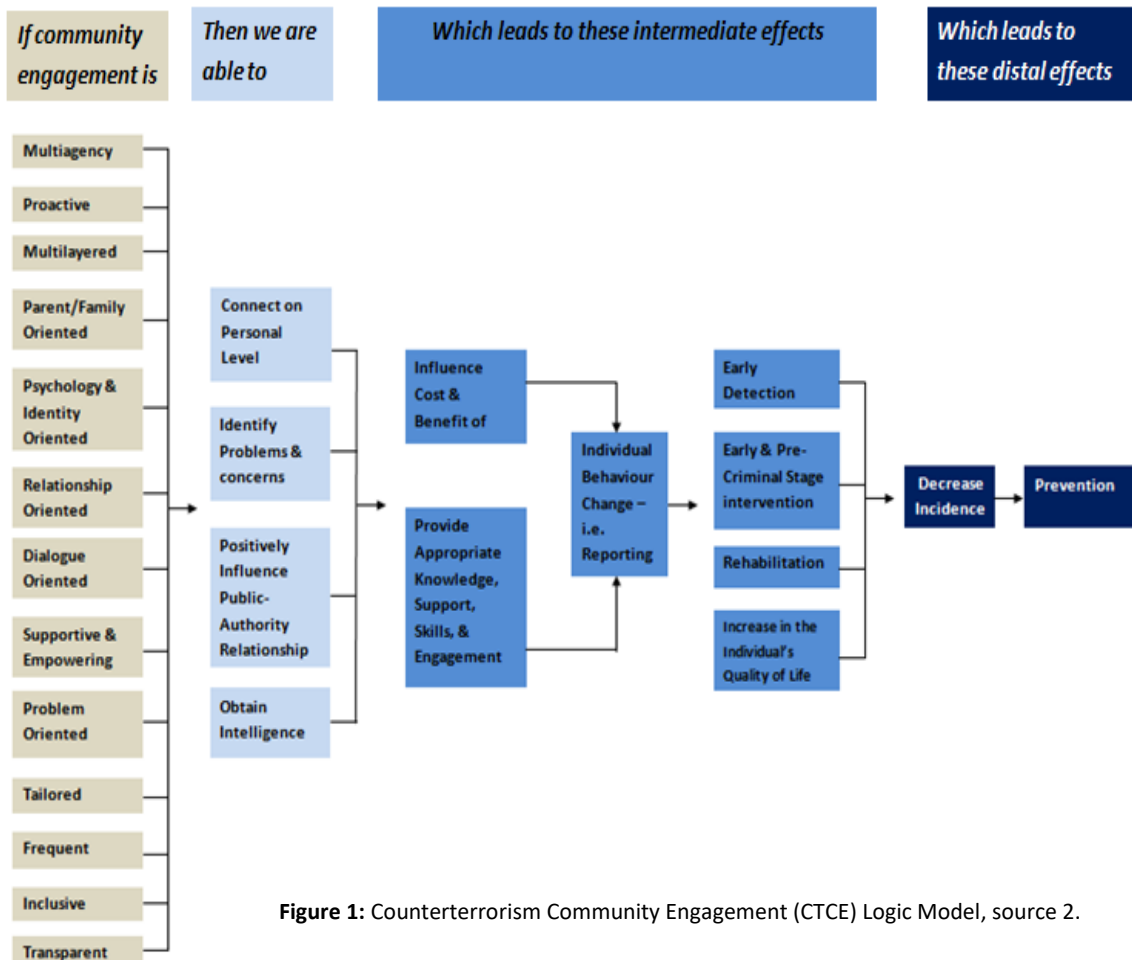 If community
engagement is
Then we are
able to
Which leads to these intermediate effects
Which leads to
these distal effects
Multiagency
Proactive
Multilayered
Parent/Family
Oriented
Psychology &
Identity
Oriented
Relationship
Oriented
Dialogue
Oriented
Supportive &
Empowering
Problem
Oriented
Tailored
Frequent
Inclusive
Transparent
Connect on
Personal
Level
Identify
Problems &
concerns
Positively
Influence
Public-
Authority
Relationship
Obtain
Intelligence
Influence
Cost &
Benefit of
Provide
Appropriate
Knowledge,
Support,
Skills, &
Engagement
Individual
Behaviour
Change –
i.e.
Reporting
Early
Detection
Early & Pre-
Criminal Stage
intervention
Rehabilitation
Increase in the
Individual's
Quality of Life
Decrease
Incidence
Prevention
Figure 1: Counterterrorism Community Engagement (CTCE) Logic Model, source 2.